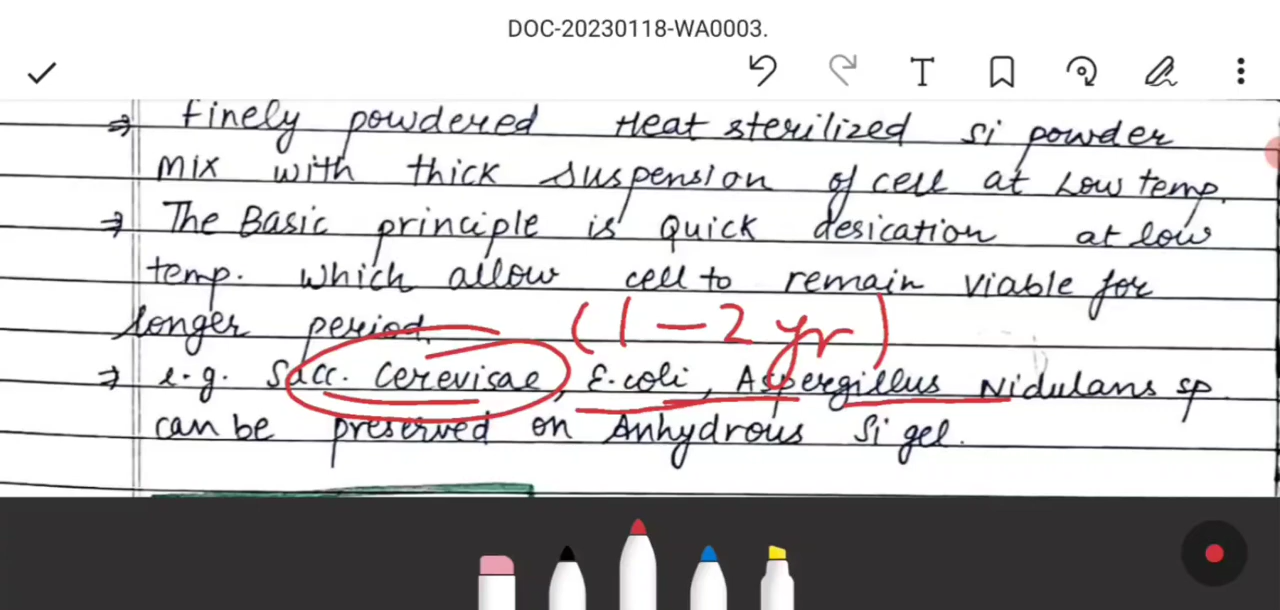 DOC-20230118-WA0003.
T
⇒ Finely powdered Heat sterilized Si powder
mix with thick suspension of cell at Low temp.
⇒ The Basic principle is Quick desication at low
temp. which allow cell to remain viable for
longer period. (1-2 yr)
⇒ e.g. Sacc. Cerevisae, E.coli, Aspergillus Nidulans sp.
can be preserved on Anhydrous Si gel.